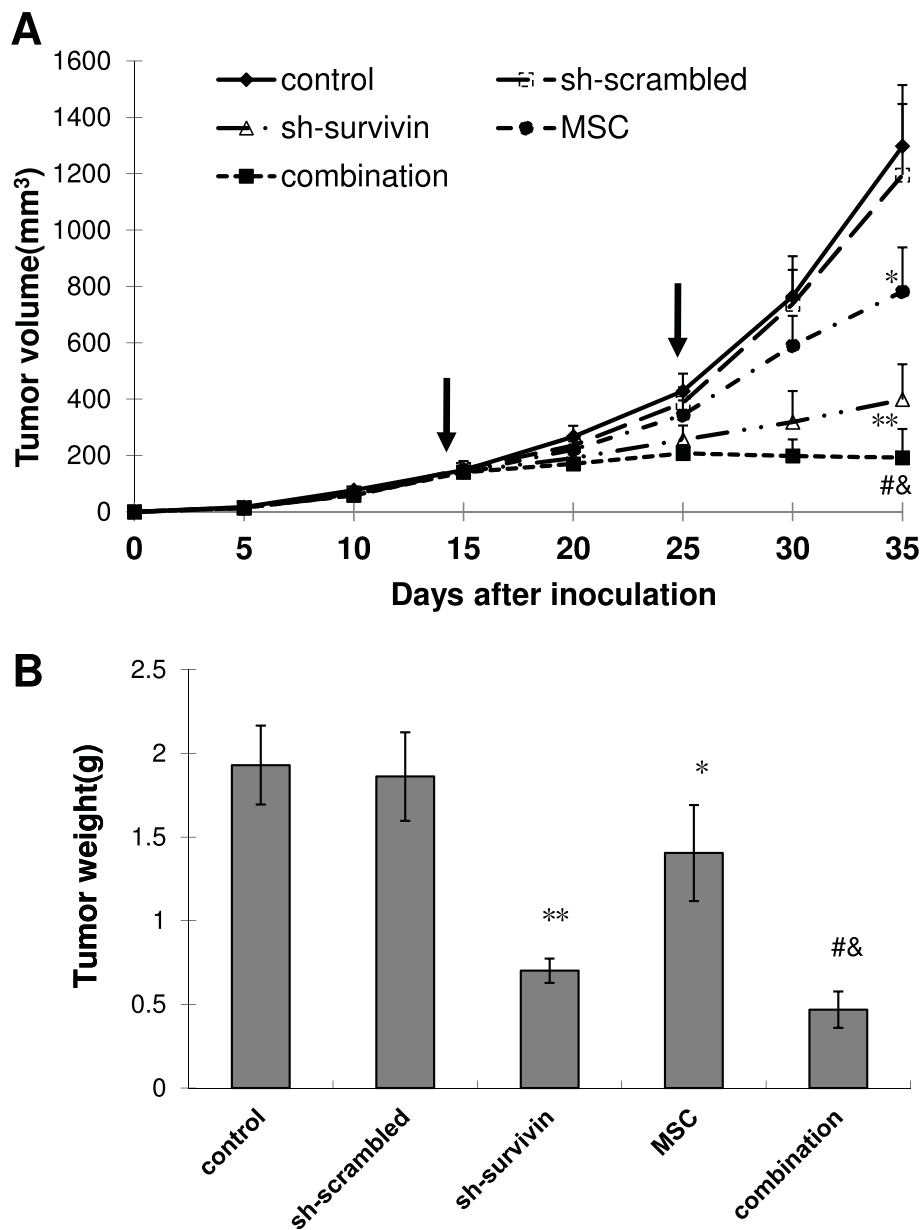 A
1600
1400
1200
1000
800
600
400
200
0
Tumor volume(mm³)
control
sh-scrambled
sh-survivin
MSC
combination
*
**
#&
0 5 10 15 20 25 30 35
Days after inoculation
B
2.5
2
1.5
1
0.5
0
Tumor weight(g)
**
*
#&
control
sh-scrambled
sh-survivin
MSC
combination